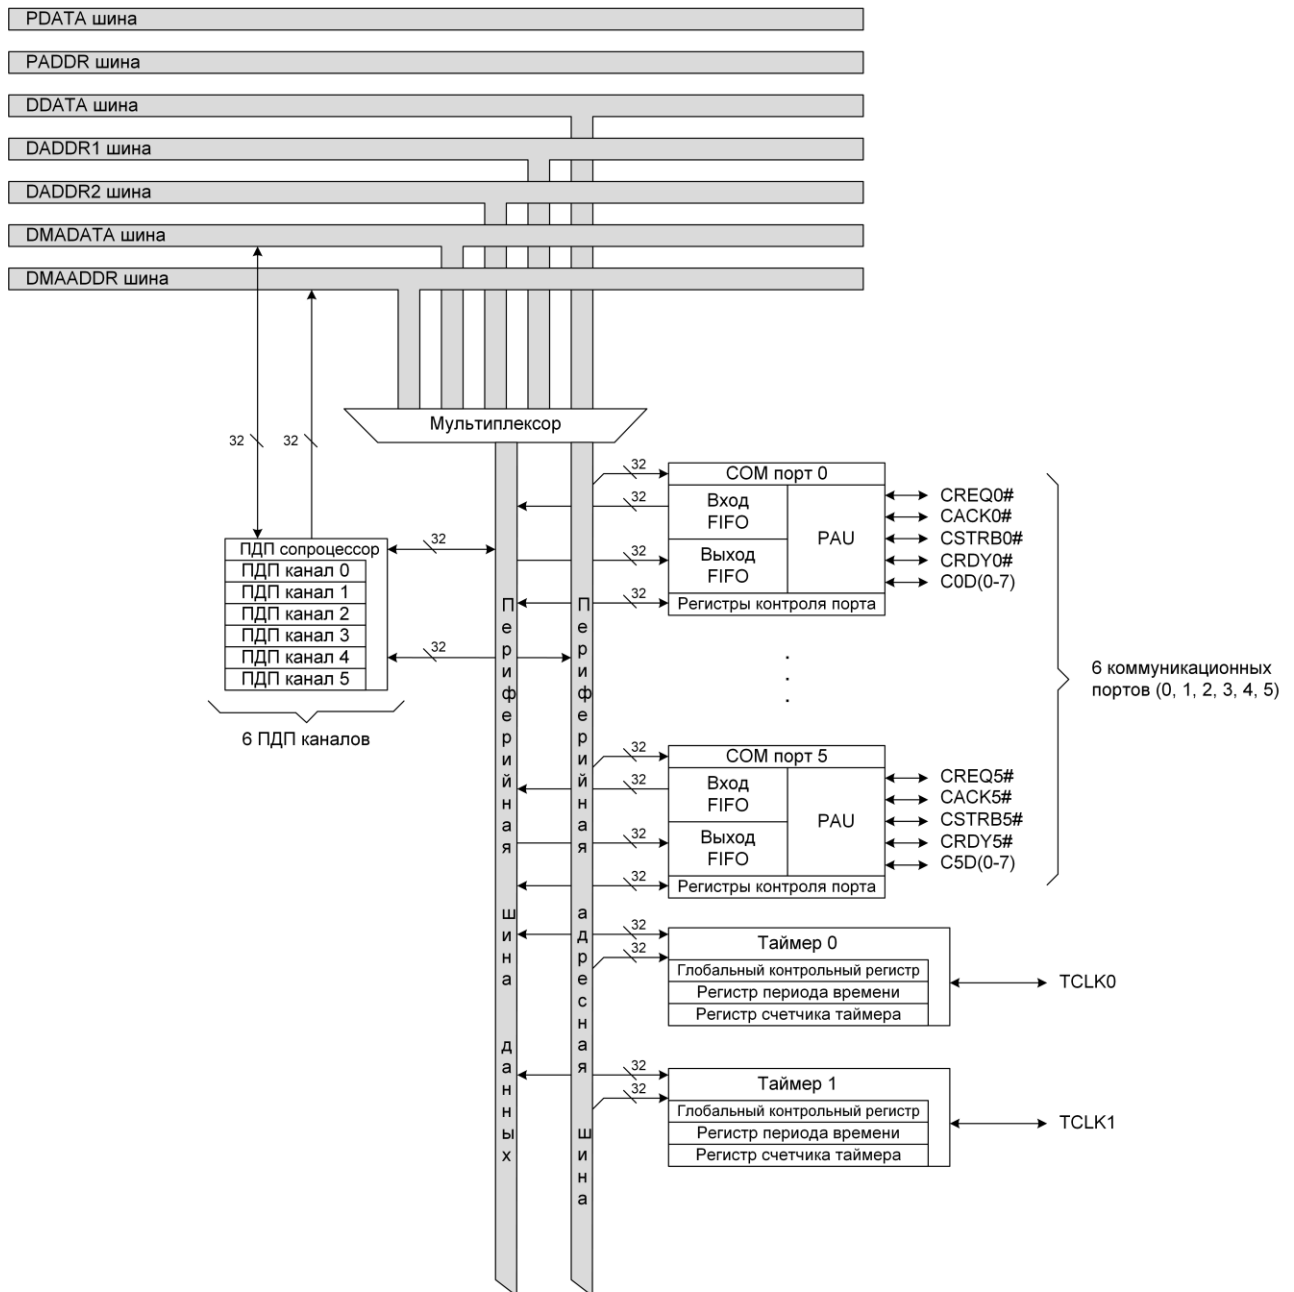 PDATA шина
PADDR шина
DDATA шина
DADDR1 шина
DADDR2 шина
DMADATA шина
DMAADDR шина
32
32
Мультиплексор
ПДП сопроцессор
ПДП канал 0
ПДП канал 1
ПДП канал 2
ПДП канал 3
ПДП канал 4
ПДП канал 5
6 ПДП каналов
32
32
Периферийная шина данных
Периферийная адресная шина
32
32
32
32
COM порт 0
Вход
FIFO
Выход
FIFO
PAU
Регистры контроля порта
CREQ0#
CACK0#
CSTRB0#
CRDY0#
C0D(0-7)
.
.
.
6 коммуникационных
портов (0, 1, 2, 3, 4, 5)
32
32
32
32
COM порт 5
Вход
FIFO
Выход
FIFO
PAU
Регистры контроля порта
CREQ5#
CACK5#
CSTRB5#
CRDY5#
C5D(0-7)
32
32
Таймер 0
Глобальный контрольный регистр
Регистр периода времени
Регистр счетчика таймера
TCLK0
32
32
Таймер 1
Глобальный контрольный регистр
Регистр периода времени
Регистр счетчика таймера
TCLK1